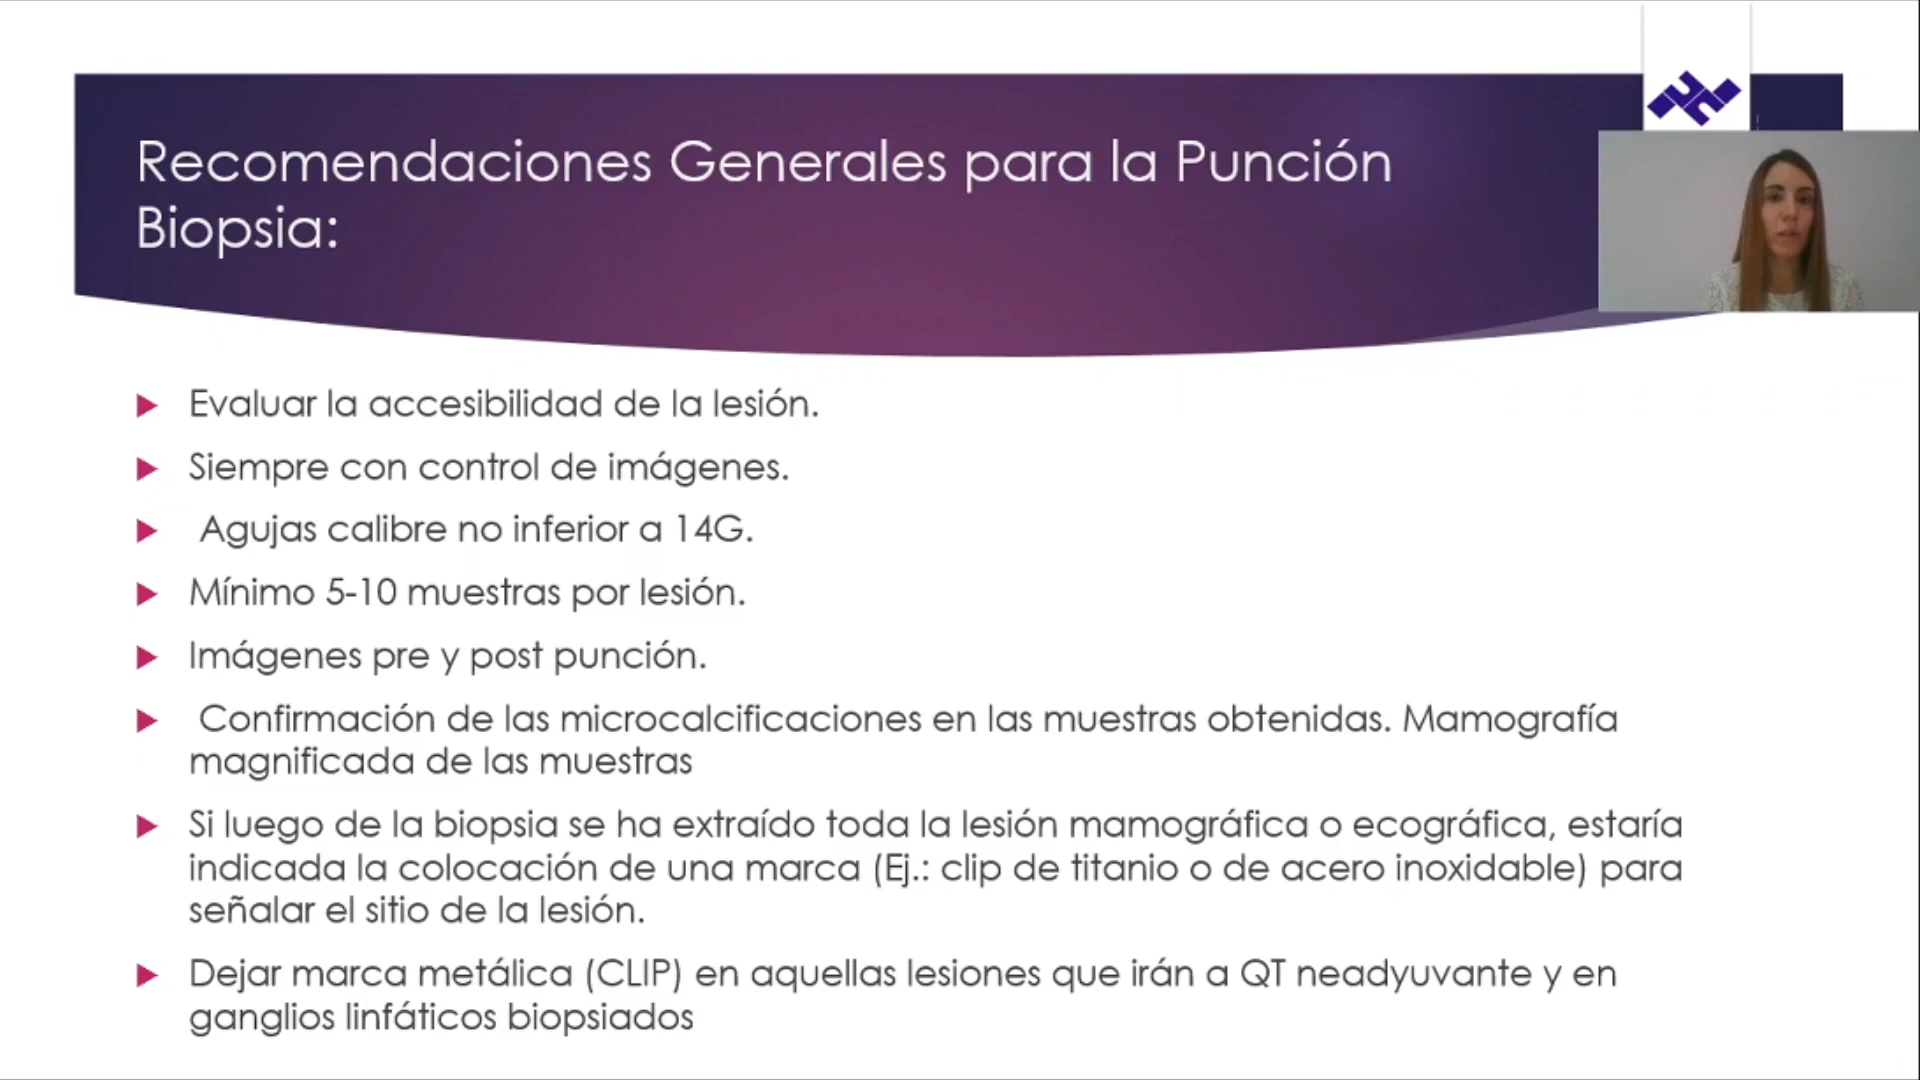 Recomendaciones Generales para la Punción
Biopsia:
Evaluar la accesibilidad de la lesión.
Siempre con control de imágenes.
Agujas calibre no inferior a 14G.
Mínimo 5-10 muestras por lesión.
Imágenes pre y post punción.
Confirmación de las microcalcificaciones en las muestras obtenidas. Mamografía
magnificada de las muestras
Si luego de la biopsia se ha extraído toda la lesión mamográfica o ecográfica, estaría
indicada la colocación de una marca (Ej.: clip de titanio o de acero inoxidable) para
señalar el sitio de la lesión.
Dejar marca metálica (CLIP) en aquellas lesiones que irán a QT neadyuvante y en
ganglios linfáticos biopsiados